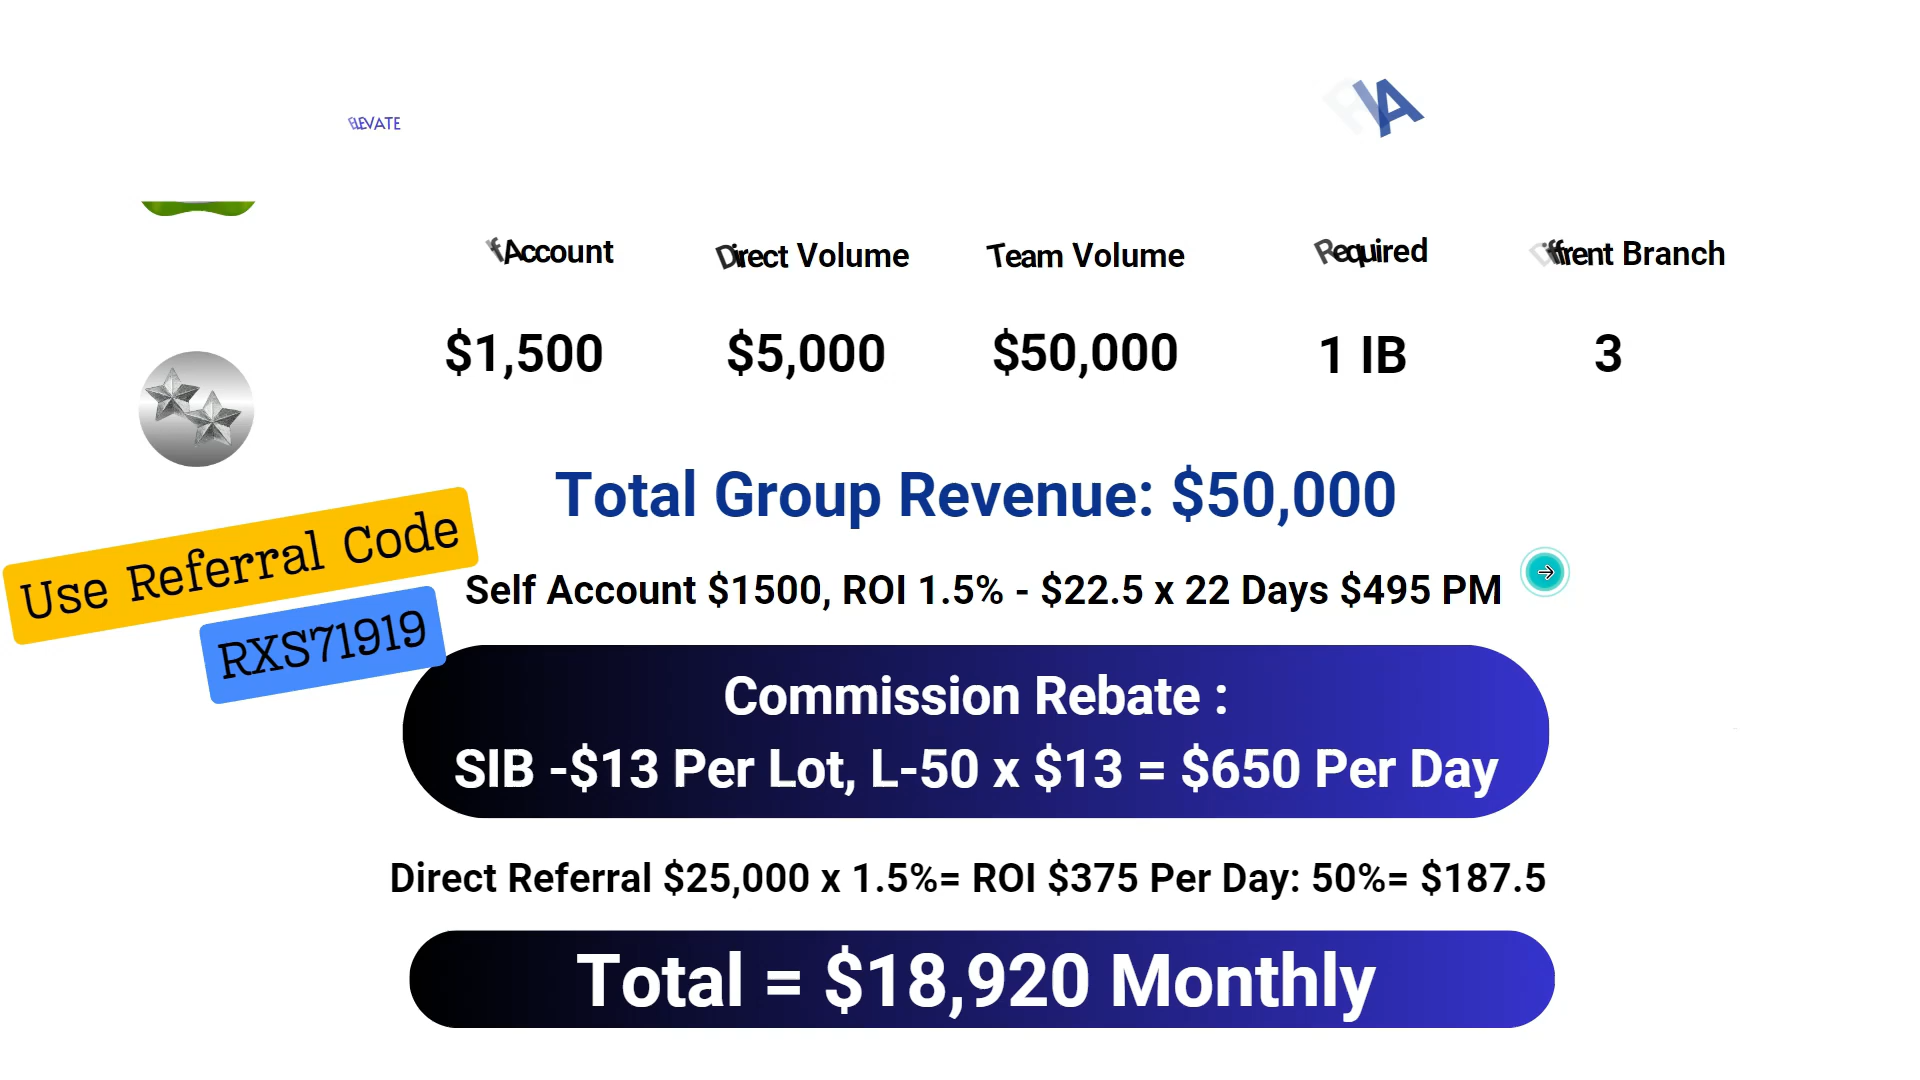 ELEVATE
FIA
If Account
Direct Volume
Team Volume
Required
Diffrent Branch
$1,500
$5,000
$50,000
1 IB
3
Total Group Revenue: $50,000
Use Referral Code
RXS71919
Self Account $1500, ROI 1.5% - $22.5 x 22 Days $495 PM
Commission Rebate :
SIB -$13 Per Lot, L-50 x $13 = $650 Per Day
Direct Referral $25,000 x 1.5%= ROI $375 Per Day: 50%= $187.5
Total = $18,920 Monthly